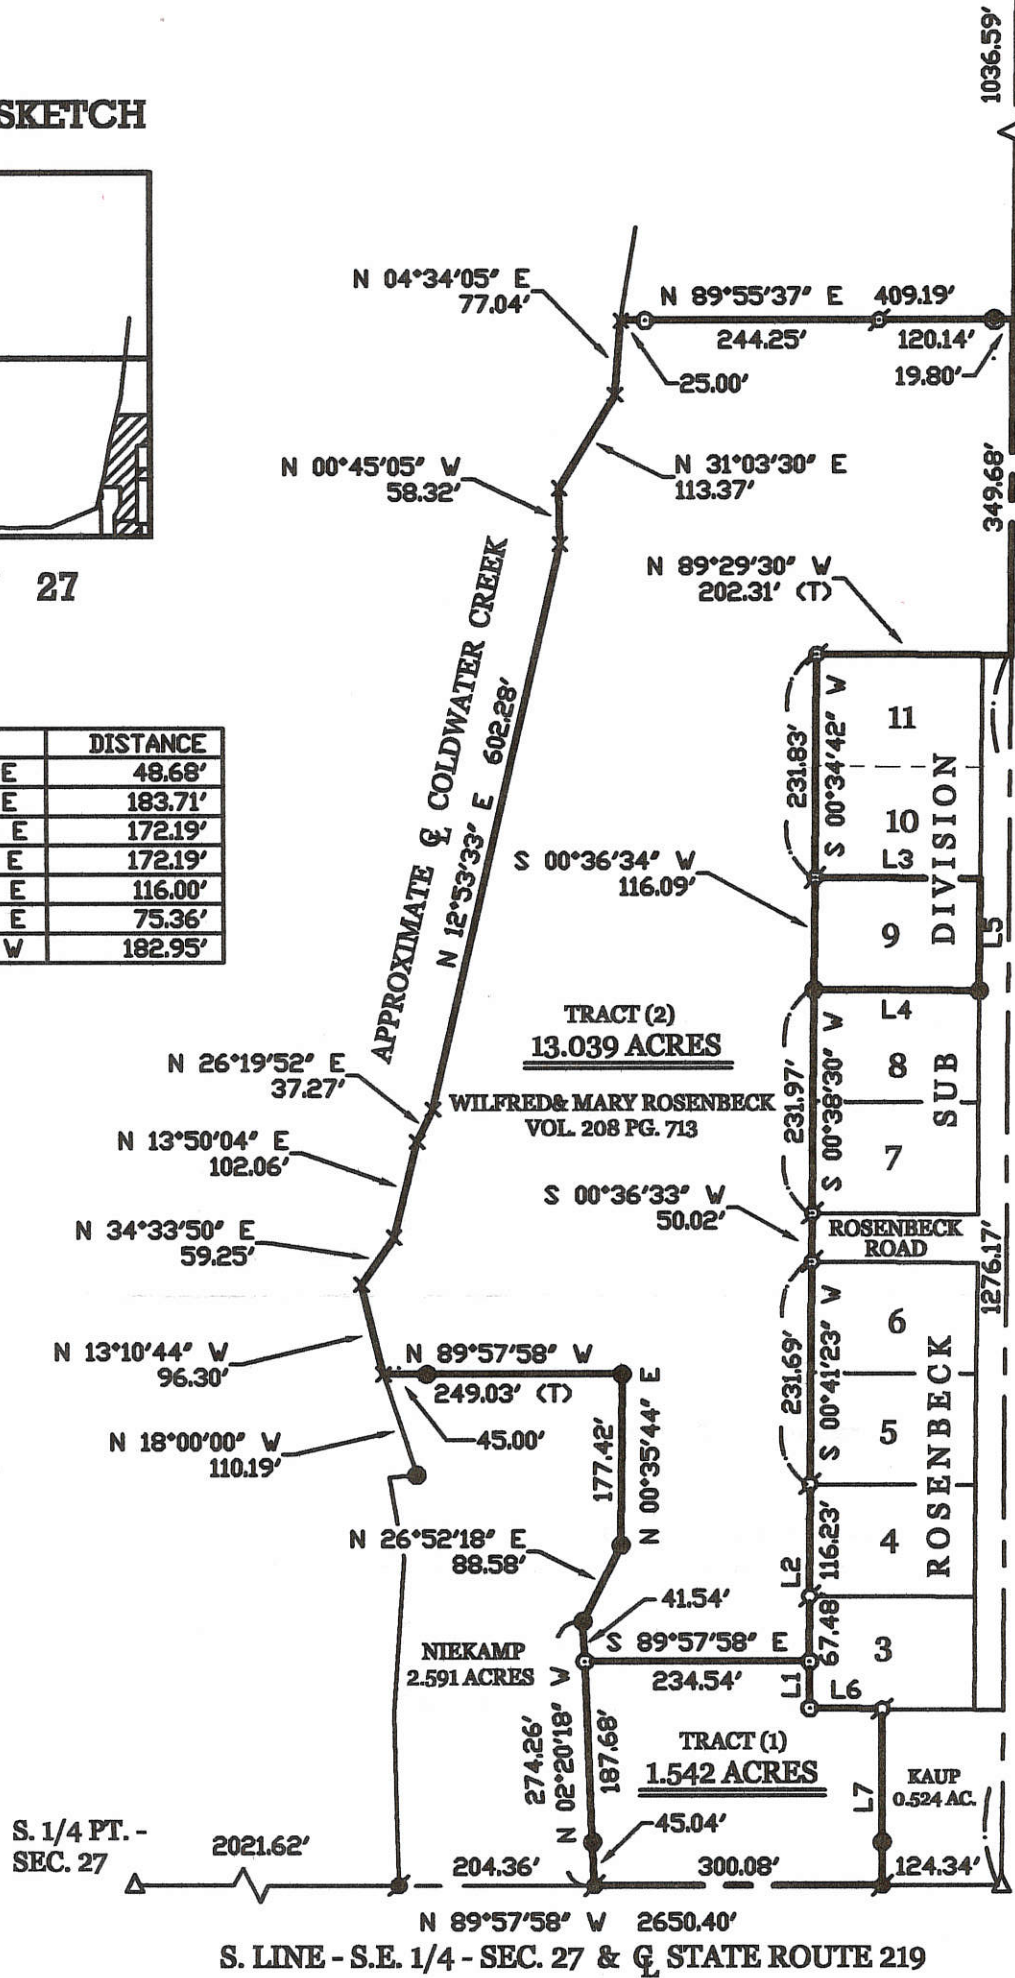 1036.59'
SKETCH
27
N 04°34'05" E
77.04'
N 89°55'37" E 409.19'
244.25'
120.14'
25.00'
19.80'
N 00°45'05" W
58.32'
N 31°03'30" E
113.37'
349.68'
N 89°29'30" W
202.31' (T)
DISTANCE
E 48.68'
E 183.71'
E 172.19'
E 172.19'
E 116.00'
E 75.36'
W 182.95'
APPROXIMATE ℄ COLDWATER CREEK
N 12°53'33" E 602.28'
231.83'
S 00°34'42" W
11
10
L3
S 00°36'34" W
116.09'
9
L5
L4
ROSENBECK SUB DIVISION
TRACT (2)
13.039 ACRES
WILFRED & MARY ROSENBECK
VOL. 208 PG. 713
N 26°19'52" E
37.27'
N 13°50'04" E
102.06'
N 34°33'50" E
59.25'
231.97'
S 00°38'30" W
8
7
S 00°36'33" W
50.02'
ROSENBECK
ROAD
1276.17'
N 13°10'44" W
96.30'
N 89°57'58" W
249.03' (T)
45.00'
N 18°00'00" W
110.19'
177.42'
N 00°35'44" E
231.69'
S 00°41'23" W
6
5
4
N 26°52'18" E
88.58'
L2
116.23'
41.54'
67.48'
3
NIEKAMP
2.591 ACRES
S 89°57'58" E
234.54'
L1
L6
274.26'
N 02°20'18" W
187.68'
TRACT (1)
1.542 ACRES
L7
KAUP
0.524 AC.
45.04'
S. 1/4 PT. -
SEC. 27
2021.62'
204.36'
300.08'
124.34'
N 89°57'58" W 2650.40'
S. LINE - S.E. 1/4 - SEC. 27 & ℄ STATE ROUTE 219